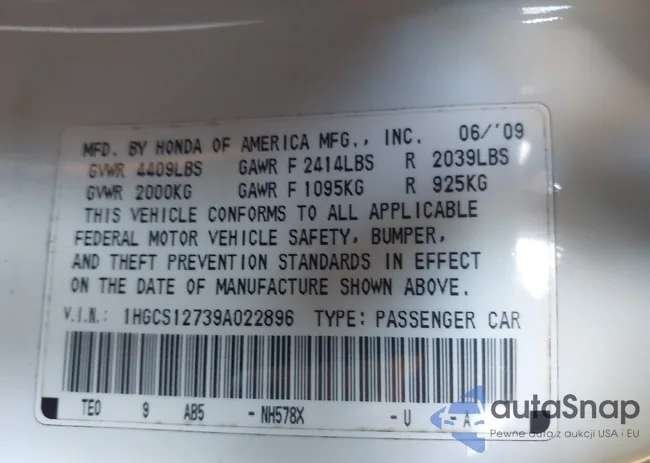 MFD. BY HONDA OF AMERICA MFG., INC. 06/'09
GVWR 4409LBS GAWR F 2414LBS R 2039LBS
GVWR 2000KG GAWR F 1095KG R 925KG
THIS VEHICLE CONFORMS TO ALL APPLICABLE
FEDERAL MOTOR VEHICLE SAFETY, BUMPER,
AND THEFT PREVENTION STANDARDS IN EFFECT
ON THE DATE OF MANUFACTURE SHOWN ABOVE.
V.I.N.: 1HGCS12739A022896 TYPE: PASSENGER CAR
TE0 9 AB5 - NH578X - U - A
autaSnap
Pewne auta z aukcji USA i EU